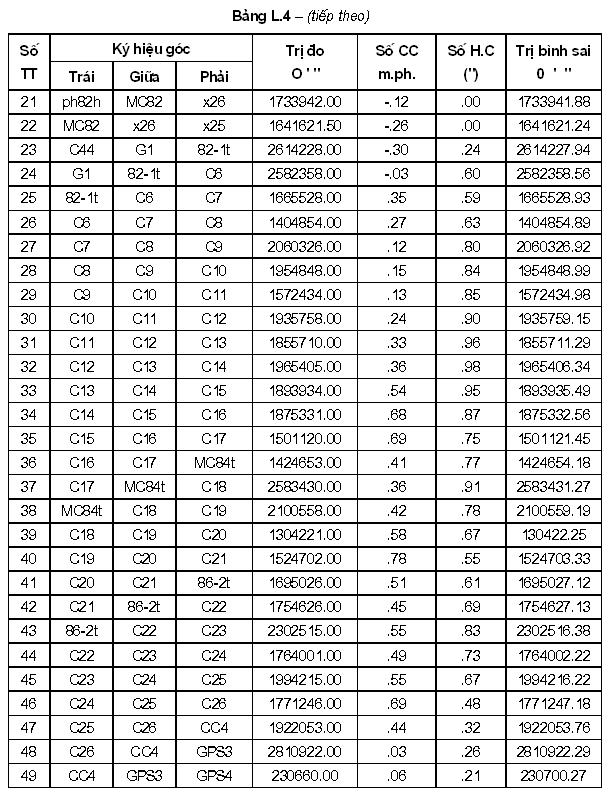 Bảng L.4 – (tiếp theo)
Số TT Ký hiệu góc Trị đo O ' " Số CC m.ph. Số H.C (") Trị bình sai 0 ' "
Trái Giữa Phải
21 ph82h MC82 x26 1733942.00 -.12 .00 1733941.88
22 MC82 x26 x25 1641621.50 -.26 .00 1641621.24
23 C44 G1 82-1t 2614228.00 -.30 .24 2614227.94
24 G1 82-1t C6 2582358.00 -.03 .60 2582358.56
25 82-1t C6 C7 1665528.00 .35 .59 1665528.93
26 C6 C7 C8 1404854.00 .27 .63 1404854.89
27 C7 C8 C9 2060326.00 .12 .80 2060326.92
28 C8 C9 C10 1954848.00 .15 .84 1954848.99
29 C9 C10 C11 1572434.00 .13 .85 1572434.98
30 C10 C11 C12 1935758.00 .24 .90 1935759.15
31 C11 C12 C13 1855710.00 .33 .96 1855711.29
32 C12 C13 C14 1965405.00 .36 .98 1965406.34
33 C13 C14 C15 1893934.00 .54 .95 1893935.49
34 C14 C15 C16 1875331.00 .68 .87 1875332.56
35 C15 C16 C17 1501120.00 .69 .75 1501121.45
36 C16 C17 MC84t 1424653.00 .41 .77 1424654.18
37 C17 MC84t C18 2583430.00 .36 .91 2583431.27
38 MC84t C18 C19 2100558.00 .42 .78 2100559.19
39 C18 C19 C20 1304221.00 .58 .67 130422.25
40 C19 C20 C21 1524702.00 .78 .55 1524703.33
41 C20 C21 86-2t 1695026.00 .51 .61 1695027.12
42 C21 86-2t C22 1754626.00 .45 .69 1754627.13
43 86-2t C22 C23 2302515.00 .55 .83 2302516.38
44 C22 C23 C24 1764001.00 .49 .73 1764002.22
45 C23 C24 C25 1994215.00 .55 .67 1994216.22
46 C24 C25 C26 1771246.00 .69 .48 1771247.18
47 C25 C26 CC4 1922053.00 .44 .32 1922053.76
48 C26 CC4 GPS3 2810922.00 .03 .26 2810922.29
49 CC4 GPS3 GPS4 230660.00 .06 .21 230700.27